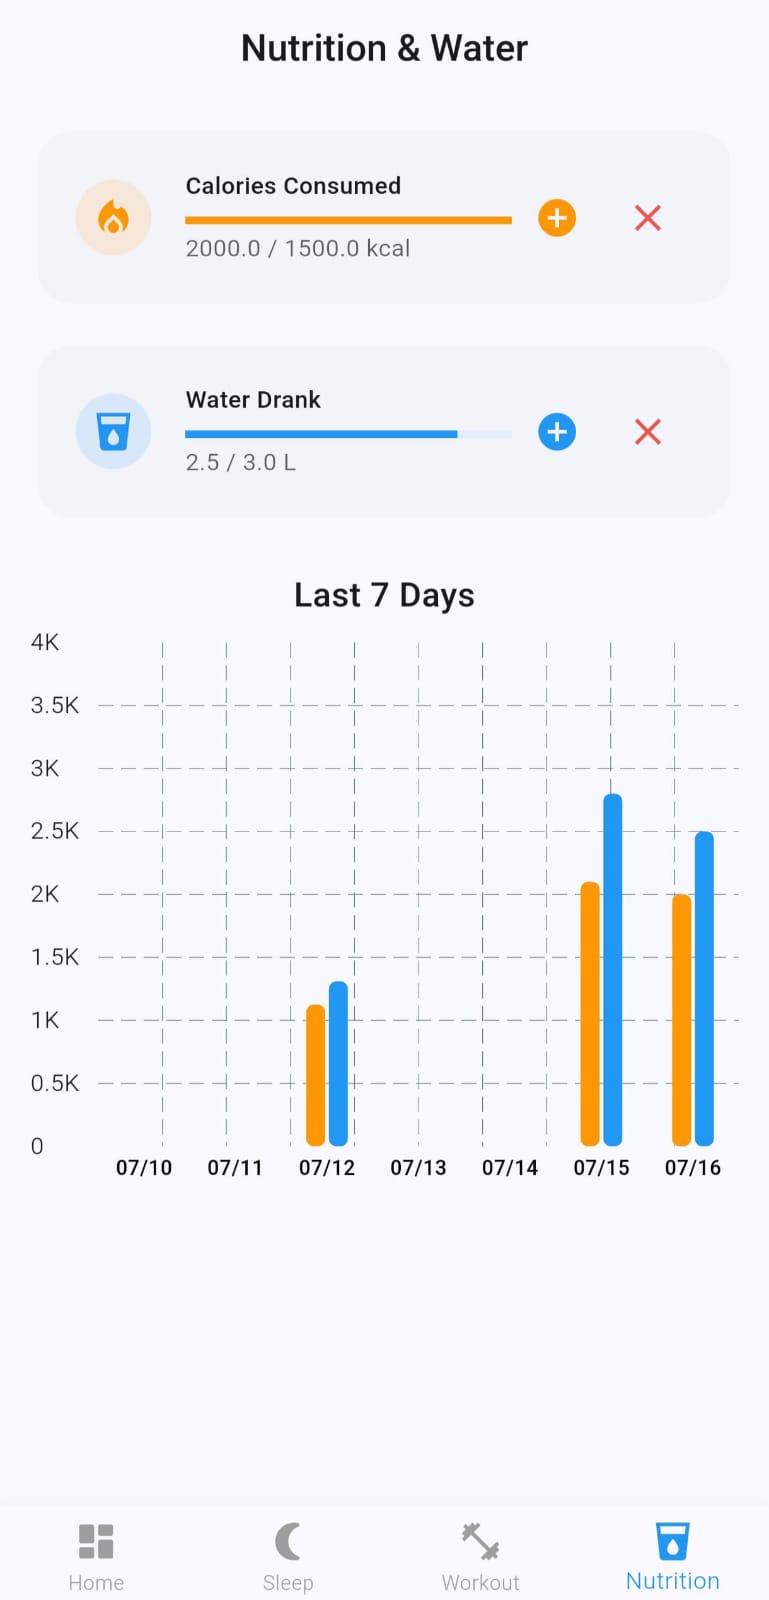 Nutrition & Water
Calories Consumed
2000.0 / 1500.0 kcal
Water Drank
2.5 / 3.0 L
Last 7 Days
4K
3.5K
3K
2.5K
2K
1.5K
1K
0.5K
0
07/10 07/11 07/12 07/13 07/14 07/15 07/16
Home Sleep Workout Nutrition